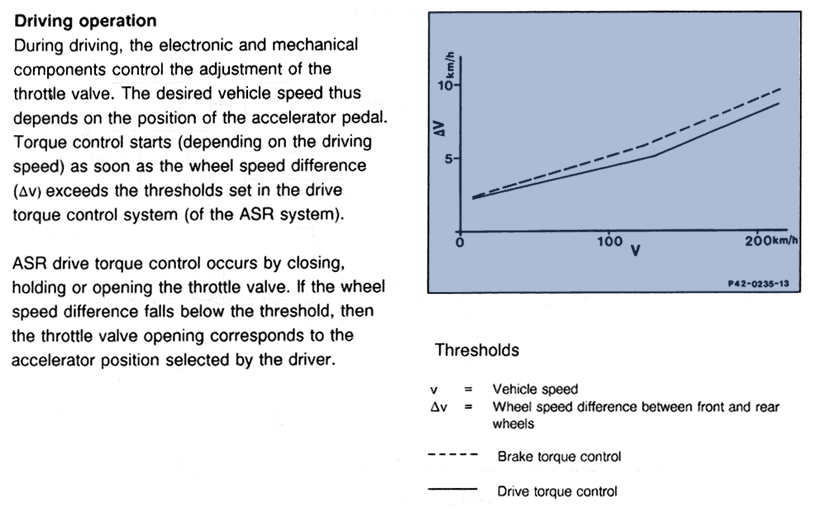 Driving operation
During driving, the electronic and mechanical
components control the adjustment of the
throttle valve. The desired vehicle speed thus
depends on the position of the accelerator pedal.
Torque control starts (depending on the driving
speed) as soon as the wheel speed difference
(Δv) exceeds the thresholds set in the drive
torque control system (of the ASR system).
ASR drive torque control occurs by closing,
holding or opening the throttle valve. If the wheel
speed difference falls below the threshold, then
the throttle valve opening corresponds to the
accelerator position selected by the driver.
km/h
10
ΔV
5
0
100
200km/h
V
P42-0235-13
Thresholds
v = Vehicle speed
Δv = Wheel speed difference between front and rear
wheels
Brake torque control
Drive torque control